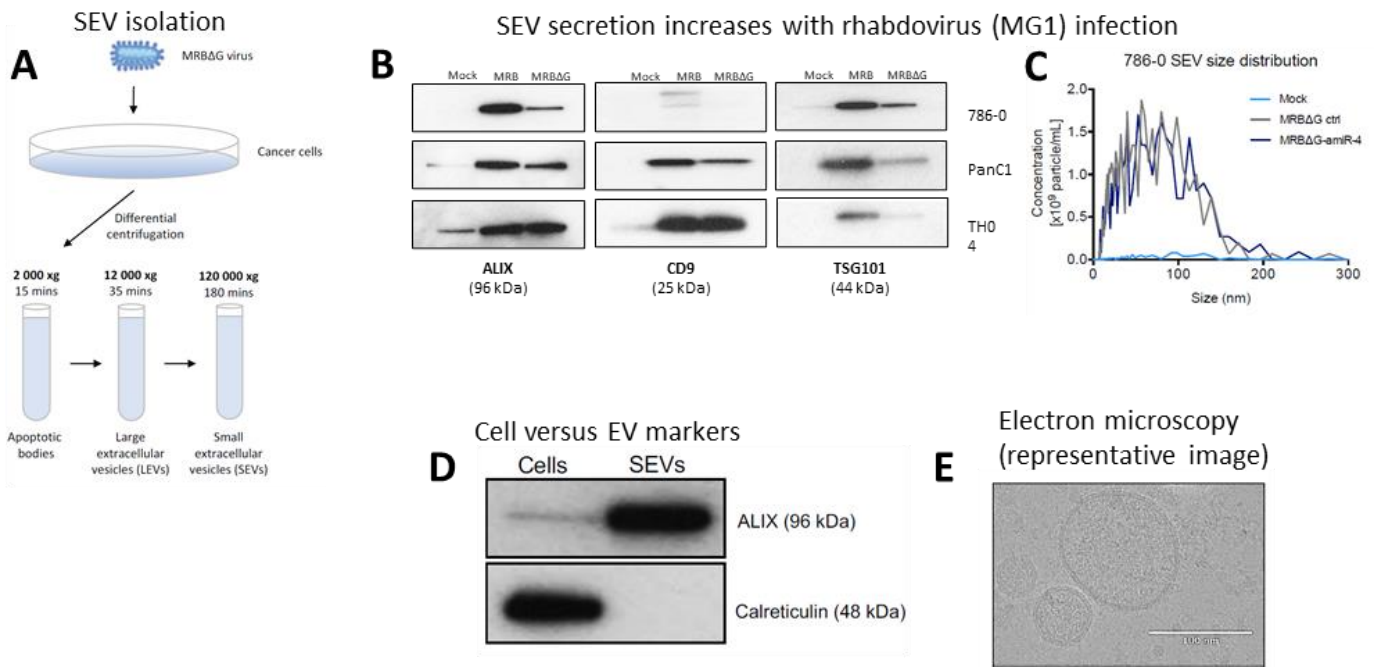 SEV isolation
A
MRBΔG virus
Cancer cells
Differential
centrifugation
2 000 xg
15 mins
12 000 xg
35 mins
120 000 xg
180 mins
Apoptotic
bodies
Large
extracellular
vesicles (LEVs)
Small
extracellular
vesicles (SEVs)
SEV secretion increases with rhabdovirus (MG1) infection
B
Mock MRB MRBΔG
Mock MRB MRBΔG
Mock MRB MRBΔG
786-0
PanC1
TH0
4
ALIX
(96 kDa)
CD9
(25 kDa)
TSG101
(44 kDa)
C
786-0 SEV size distribution
Concentration
[x10⁹ particle/mL]
2.0
1.5
1.0
0.5
0.0
0 100 200 300
Size (nm)
Mock
MRBΔG ctrl
MRBΔG-amiR-4
Cell versus EV markers
D
Cells SEVs
ALIX (96 kDa)
Calreticulin (48 kDa)
Electron microscopy
(representative image)
E
100 nm